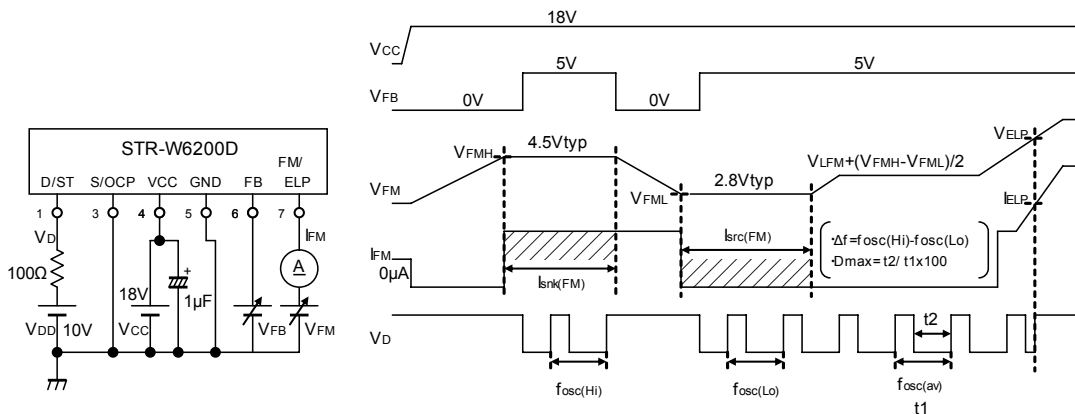 STR-W6200D
D/ST S/OCP VCC GND FB FM/ELP
1 3 4 5 6 7
VD
IFM
100Ω
A
18V
1μF
VDD 10V
VCC
VFB
VFM
VCC
18V
VFB
0V 5V 0V 5V
VFM
VFMH
4.5Vtyp
VFML
2.8Vtyp
VLFM+(VFMH-VFML)/2
VELP
IELP
IFM
0μA
Isnk(FM)
Isrc(FM)
・Δf=fosc(Hi)-fosc(Lo)
・Dmax=t2/ t1x100
VD
fosc(Hi)
fosc(Lo)
t2
fosc(av)
t1